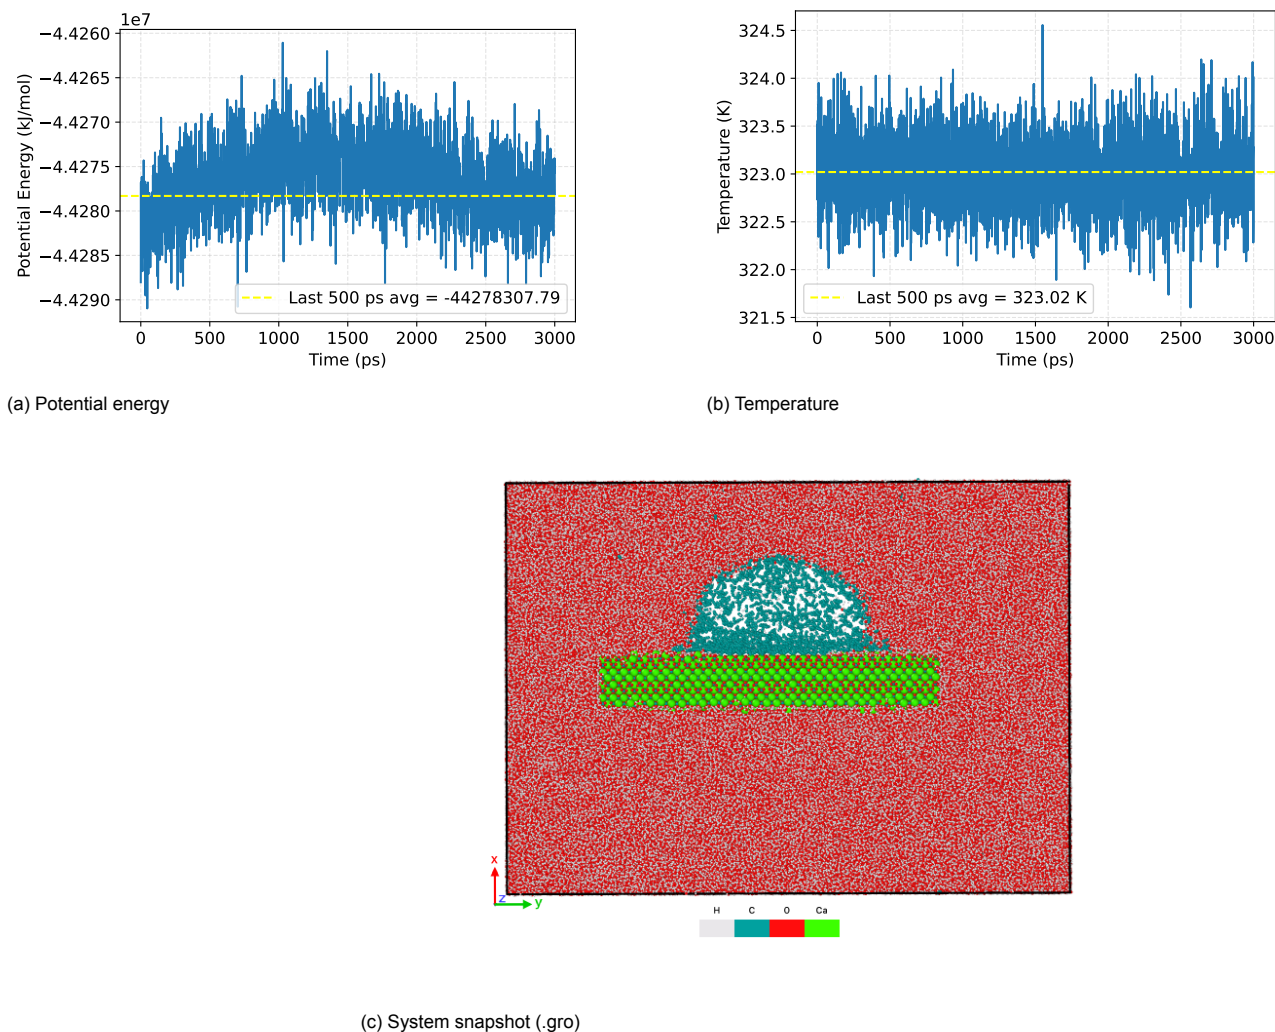 1e7
−4.4260
−4.4265
−4.4270
−4.4275
−4.4280
−4.4285
−4.4290
Potential Energy (kJ/mol)
Last 500 ps avg = -44278307.79
0 500 1000 1500 2000 2500 3000
Time (ps)
324.5
324.0
323.5
323.0
322.5
322.0
321.5
Temperature (K)
Last 500 ps avg = 323.02 K
0 500 1000 1500 2000 2500 3000
Time (ps)
(a) Potential energy
(b) Temperature
x
z y
H C O Ca
(c) System snapshot (.gro)